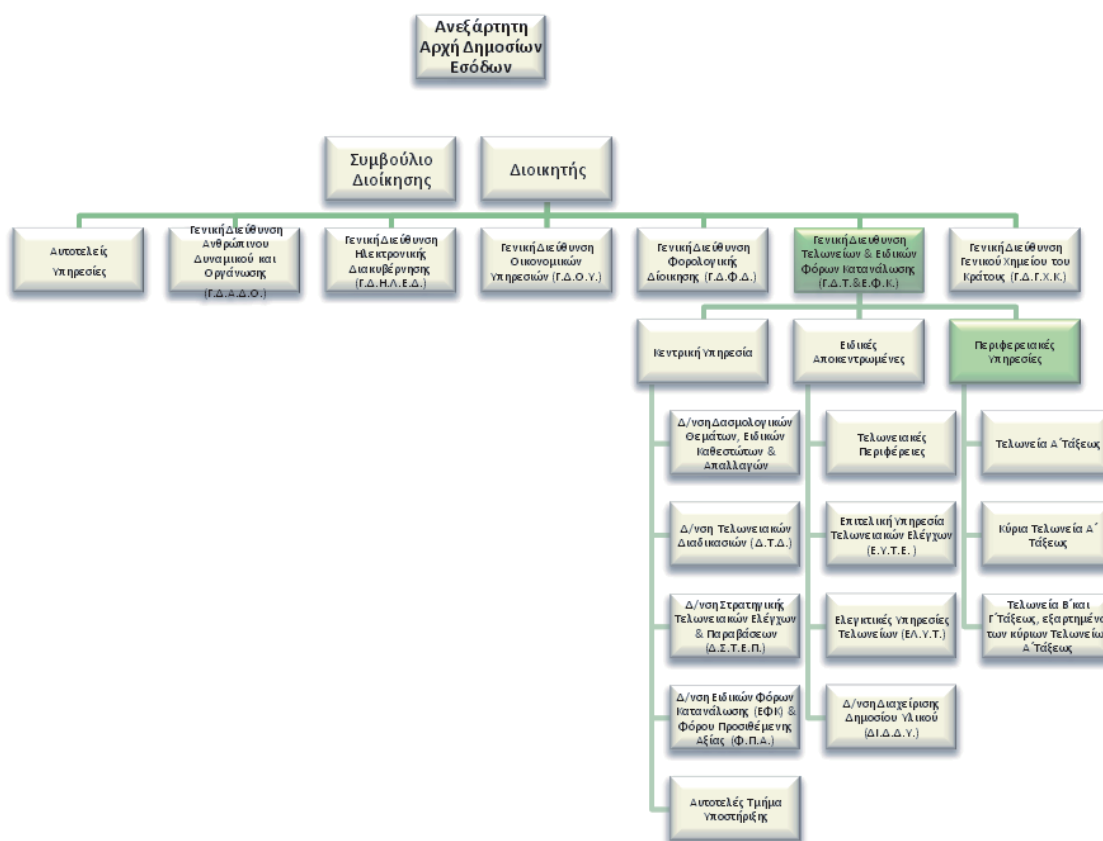 Ανεξάρτητη
Αρχή Δημοσίων
Εσόδων
Συμβούλιο
Διοίκησης
Διοικητής
Αυτοτελείς
Υπηρεσίες
Γενική Διεύθυνση
Ανθρώπινου
Δυναμικού και
Οργάνωσης
(Γ.Δ.Α.Δ.Ο.)
Γενική Διεύθυνση
Ηλεκτρονικής
Διακυβέρνησης
(Γ.Δ.Η.Λ.Ε.Δ.)
Γενική Διεύθυνση
Οικονομικών
Υπηρεσιών (Γ.Δ.Ο.Υ.)
Γενική Διεύθυνση
Φορολογικής
Δίοικησης (Γ.Δ.Φ.Δ.)
Γενική Διευθυνση
Τελωνείων & Ειδικών
Φόρων Κατανάλωσης
(Γ.Δ.Τ.&Ε.Φ.Κ.)
Γενική Διεύθυνση
Γενικού Χημείου του
Κράτους (Γ.Δ.Γ.Χ.Κ.)
Κεντρική Υπηρεσία
Ειδικές
Αποκεντρωμένες
Περιφερειακές
Υπηρεσίες
Δ/νση Δασμολογικών
Θεμάτων, Ειδικών
Καθεστώτων &
Απαλλαγών
Δ/νση Τελωνειακών
Διαδικασιών (Δ.Τ.Δ.)
Δ/νση Στρατηγικής
Τελωνειακών Ελέγχων
& Παραβάσεων
(Δ.Σ.Τ.Ε.Π.)
Δ/νση Ειδικών Φόρων
Κατανάλωσης (ΕΦΚ) &
Φόρου Προσιθέμενης
Αξίας (Φ.Π.Α.)
Αυτοτελές Τμήμα
Υποστήριξης
Τελωνειακές
Περιφέρειες
Επιτελική Υπηρεσία
Τελωνειακών Ελέγχων
(Ε.Υ.Τ.Ε. )
Ελεγκτικές Υπηρεσίες
Τελωνείων (ΕΛ.Υ.Τ.)
Δ/νση Διαχείρισης
Δημοσίου Υλικού
(ΔΙ.Δ.Δ.Υ.)
Τελωνεία Α΄Τάξεως
Κύρια Τελωνεία Α΄
Τάξεως
Τελωνεία Β΄ και
Γ΄Τάξεως, εξαρτημένα
των κύριων Τελωνείων
Α΄Τάξεως